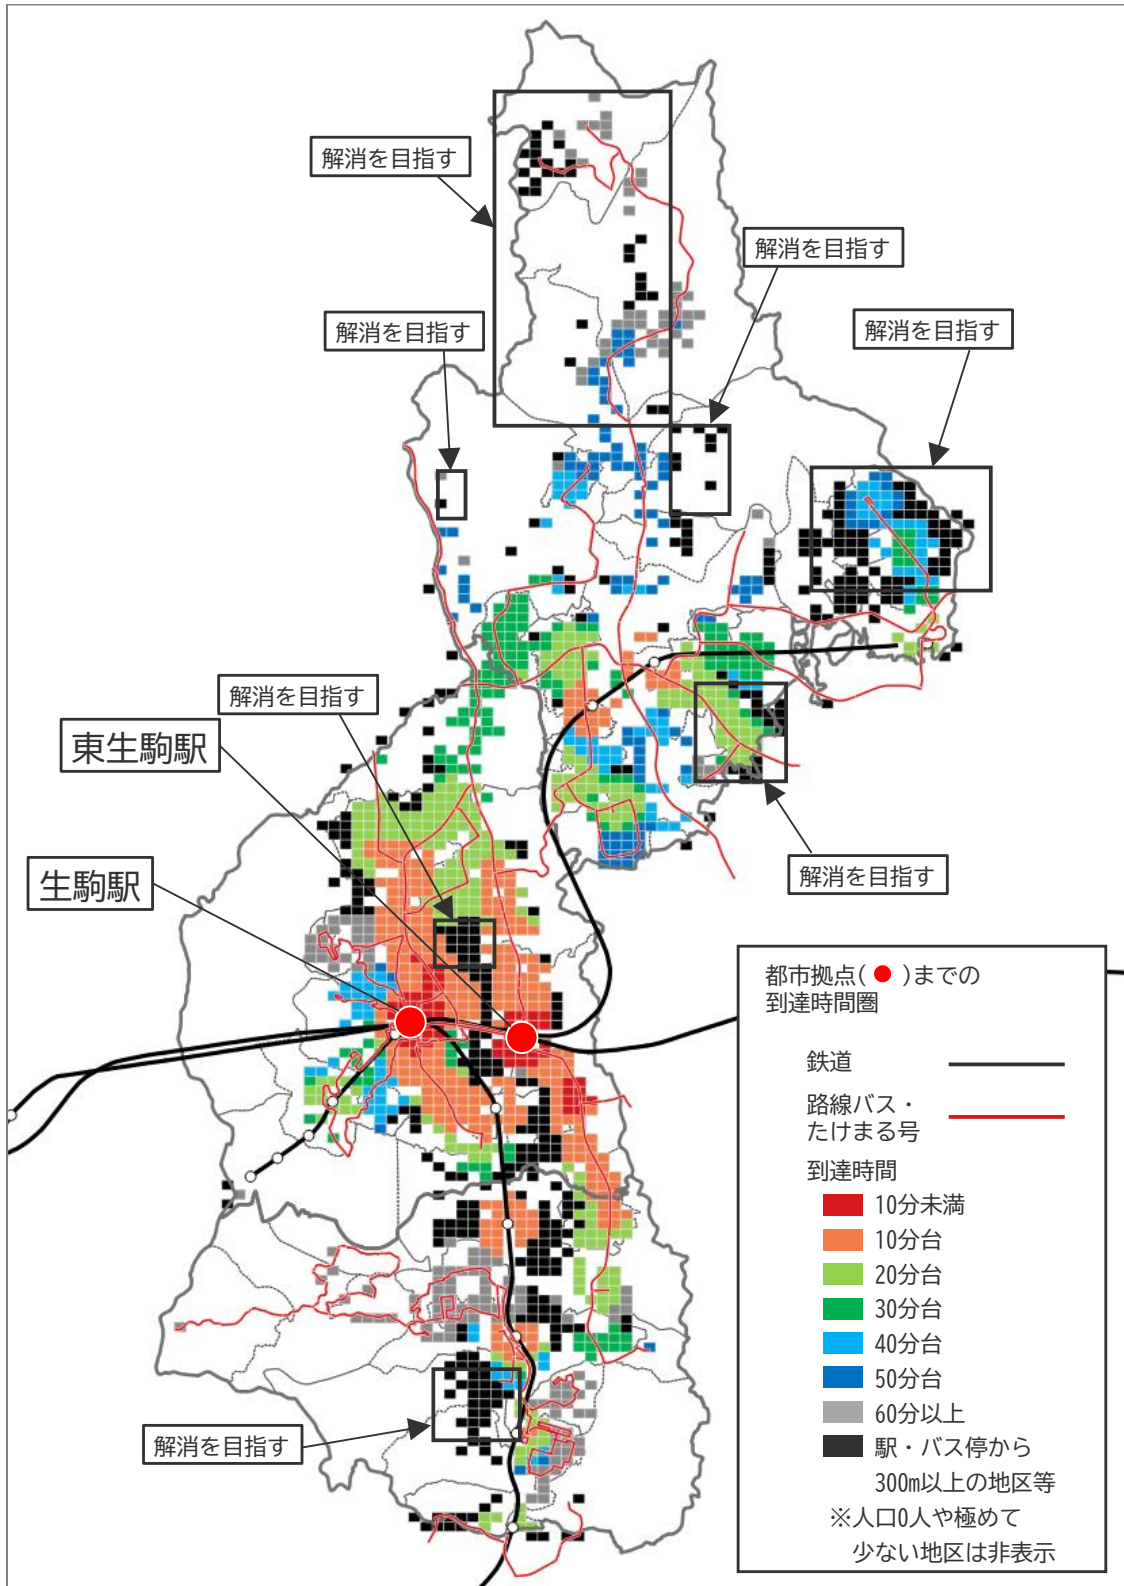 解消を目指す
解消を目指す
解消を目指す
解消を目指す
解消を目指す
東生駒駅
生駒駅
解消を目指す
解消を目指す
都市拠点( ● )までの
到達時間圏
鉄道
路線バス・
たけまる号
到達時間
10分未満
10分台
20分台
30分台
40分台
50分台
60分以上
駅・バス停から
300m以上の地区等
※人口0人や極めて
少ない地区は非表示